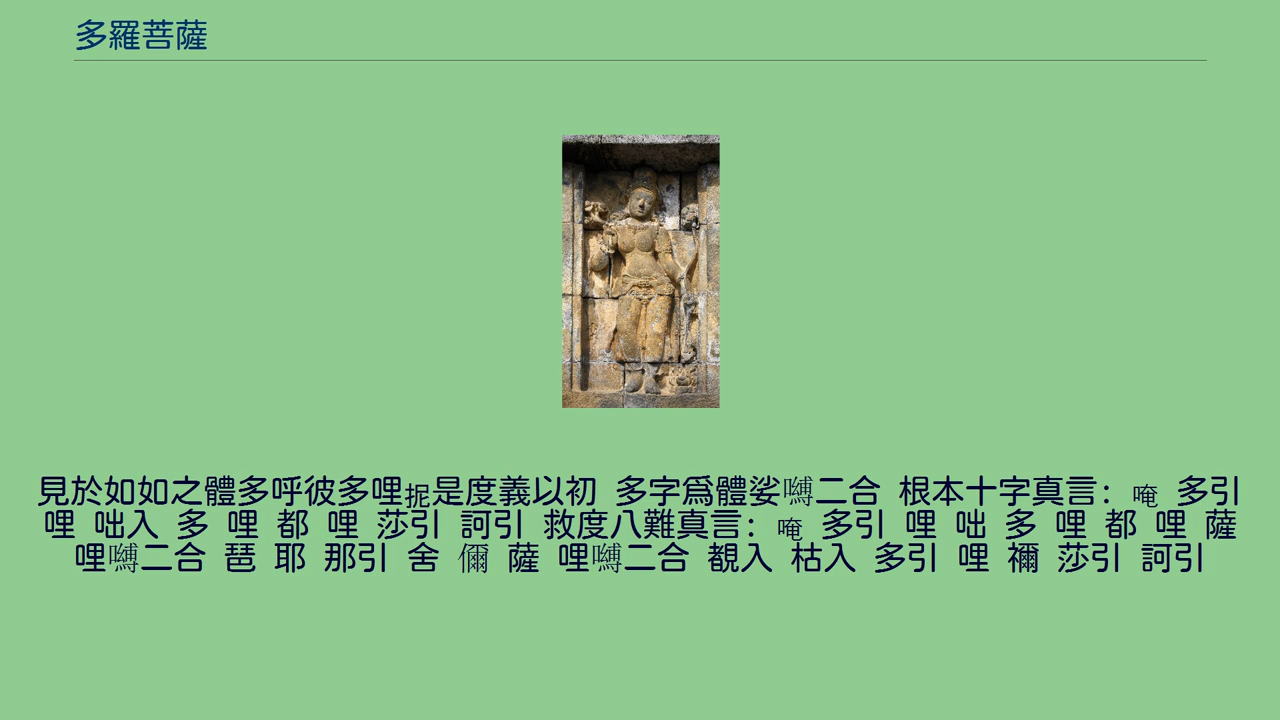 多羅菩薩
見於如如之體多呼彼多哩抳是度義以初 多字爲體娑嚩二合 根本十字真言：唵 多引
哩 咄入 多 哩 都 哩 莎引 訶引 救度八難真言：唵 多引 哩 咄 多 哩 都 哩 薩
哩嚩二合 琶 耶 那引 舍 儞 薩 哩嚩二合 覩入 枯入 多引 哩 禰 莎引 訶引